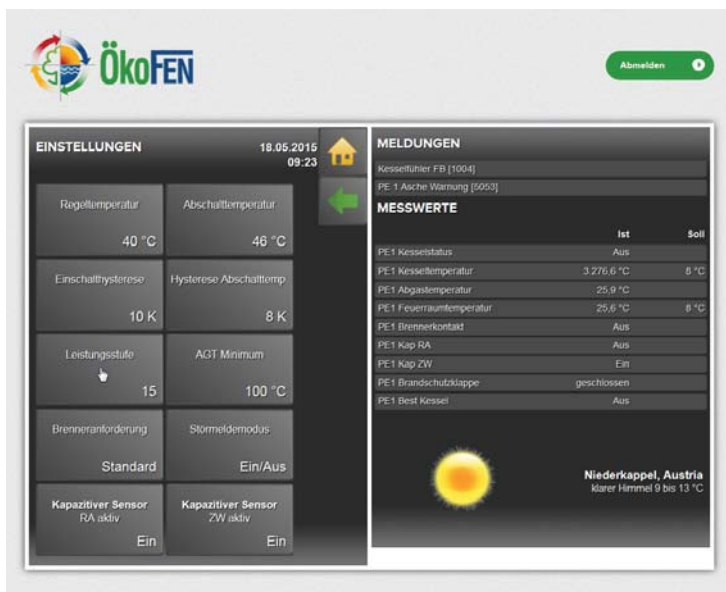 ÖkoFEN
Abmelden
EINSTELLUNGEN
18.05.2015
09:23
Regeltemperatur
40 °C
Abschalttemperatur
46 °C
Einschalthysterese
10 K
Hysterese Abschalttemp
8 K
Leistungsstufe
15
AGT Minimum
100 °C
Brenneranforderung
Standard
Störmeldemodus
Ein/Aus
Kapazitiver Sensor
RA aktiv
Ein
Kapazitiver Sensor
ZW aktiv
Ein
MELDUNGEN
Kesselfühler FB [1004]
PE 1 Asche Warnung [5053]
MESSWERTE
Ist Soll
PE1 Kesselstatus Aus
PE1 Kesseltemperatur 3.276,6 °C 8 °C
PE1 Abgastemperatur 25,9 °C
PE1 Feuerraumtemperatur 25,6 °C 8 °C
PE1 Brennerkontakt Aus
PE1 Kap RA Aus
PE1 Kap ZW Ein
PE1 Brandschutzklappe geschlossen
PE1 Best Kessel Aus
Niederkappel, Austria
klarer Himmel 9 bis 13 °C